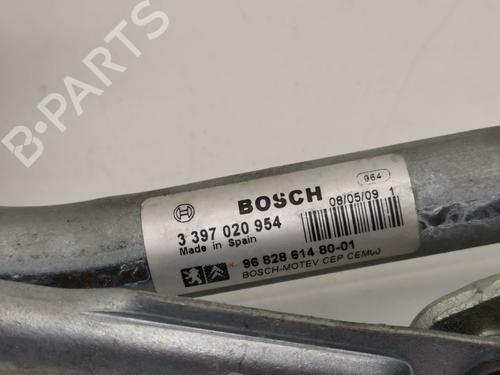 B-PARTS
964
BOSCH
08/05/09 1
3 397 020 954
Made in Spain
96 828 614 80-01
BOSCH-MOTEV CEP